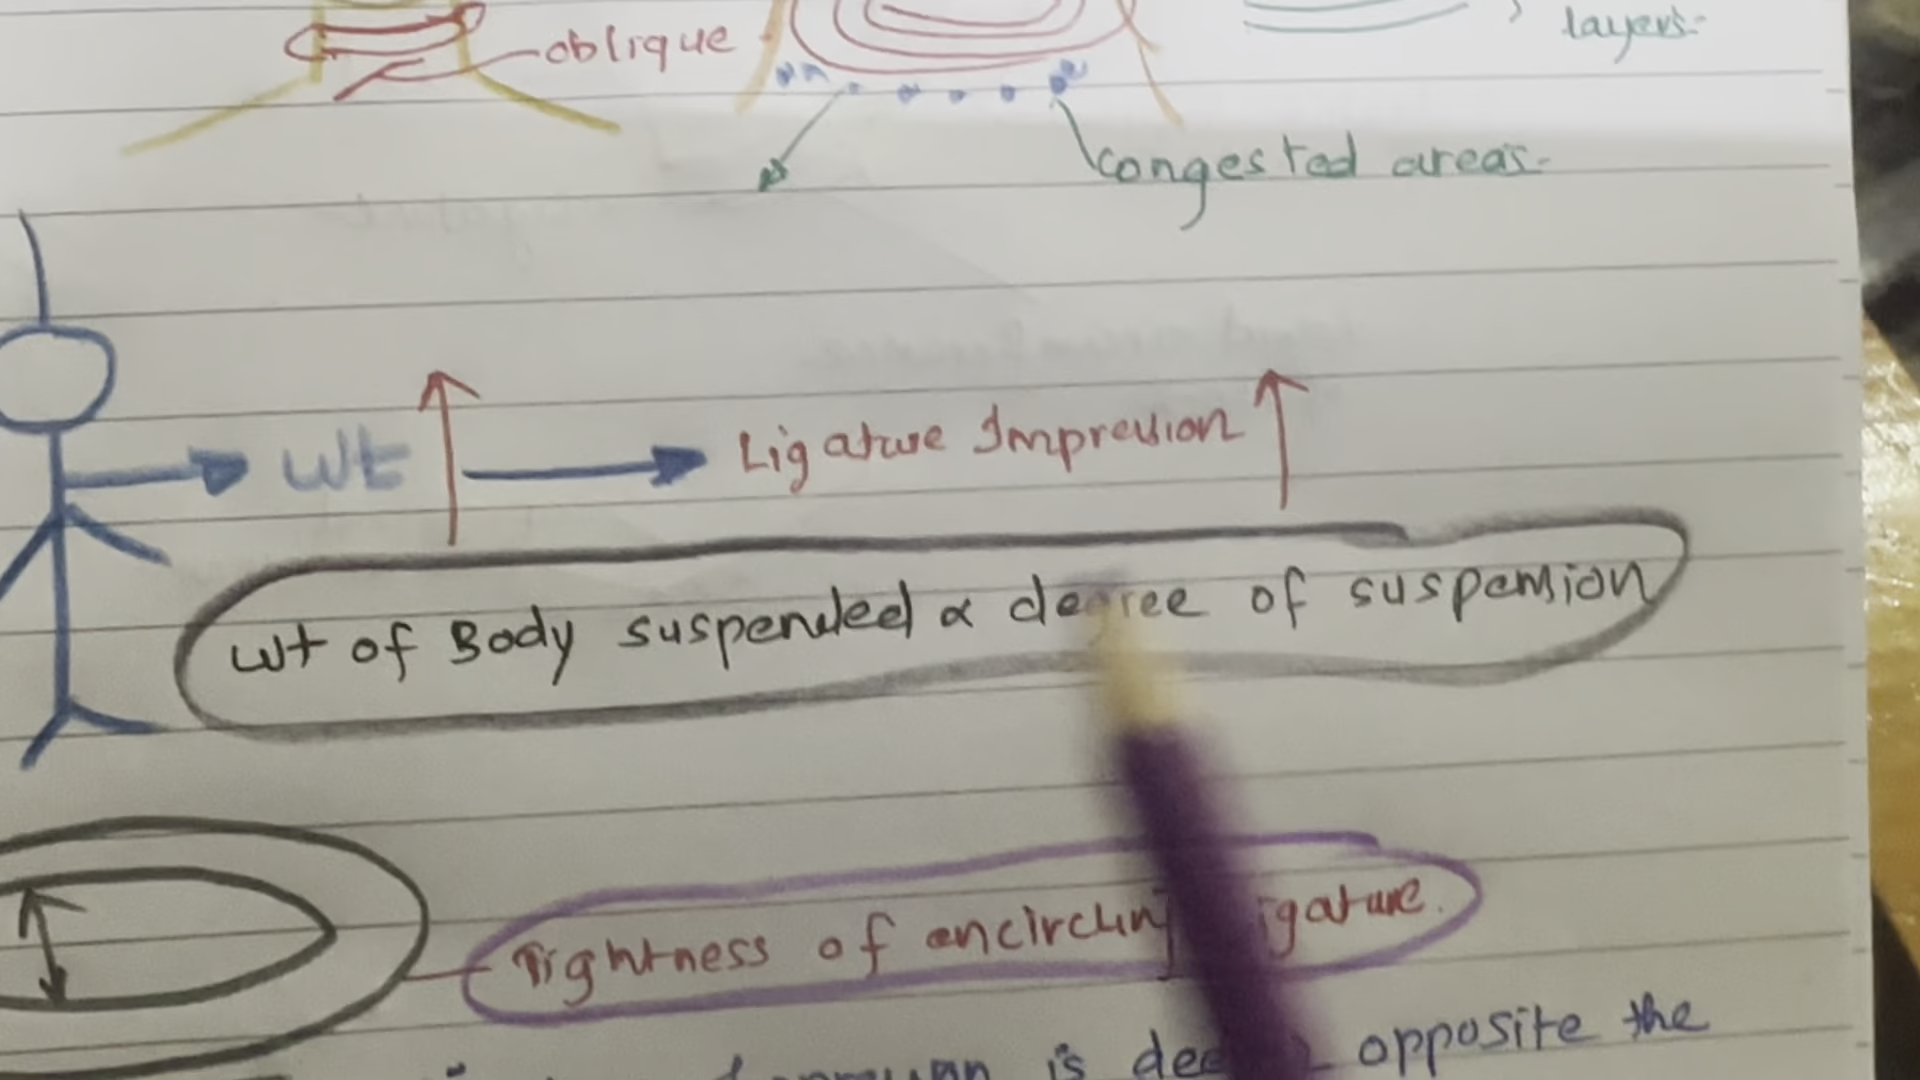 oblique
layers.
congested areas.
wt
Ligature Impression
wt of Body suspended α degree of suspension
Tightness of encircling ligature.
is opposite the